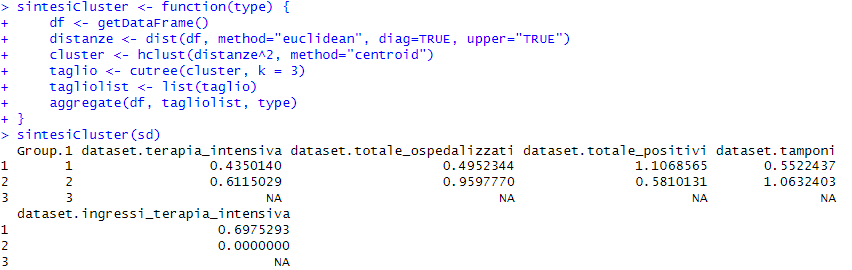 > sintesiCluster <- function(type) {
+     df <- getDataFrame()
+     distanze <- dist(df, method="euclidean", diag=TRUE, upper="TRUE")
+     cluster <- hclust(distanze^2, method="centroid")
+     taglio <- cutree(cluster, k = 3)
+     tagliolist <- list(taglio)
+     aggregate(df, tagliolist, type)
+ }
> sintesiCluster(sd)
  Group.1 dataset.terapia_intensiva dataset.totale_ospedalizzati dataset.totale_positivi dataset.tamponi
1       1                 0.4350140                    0.4952344               1.1068565       0.5522437
2       2                 0.6115029                    0.9597770               0.5810131       1.0632403
3       3                        NA                           NA                      NA              NA
  dataset.ingressi_terapia_intensiva
1                          0.6975293
2                          0.0000000
3                                 NA